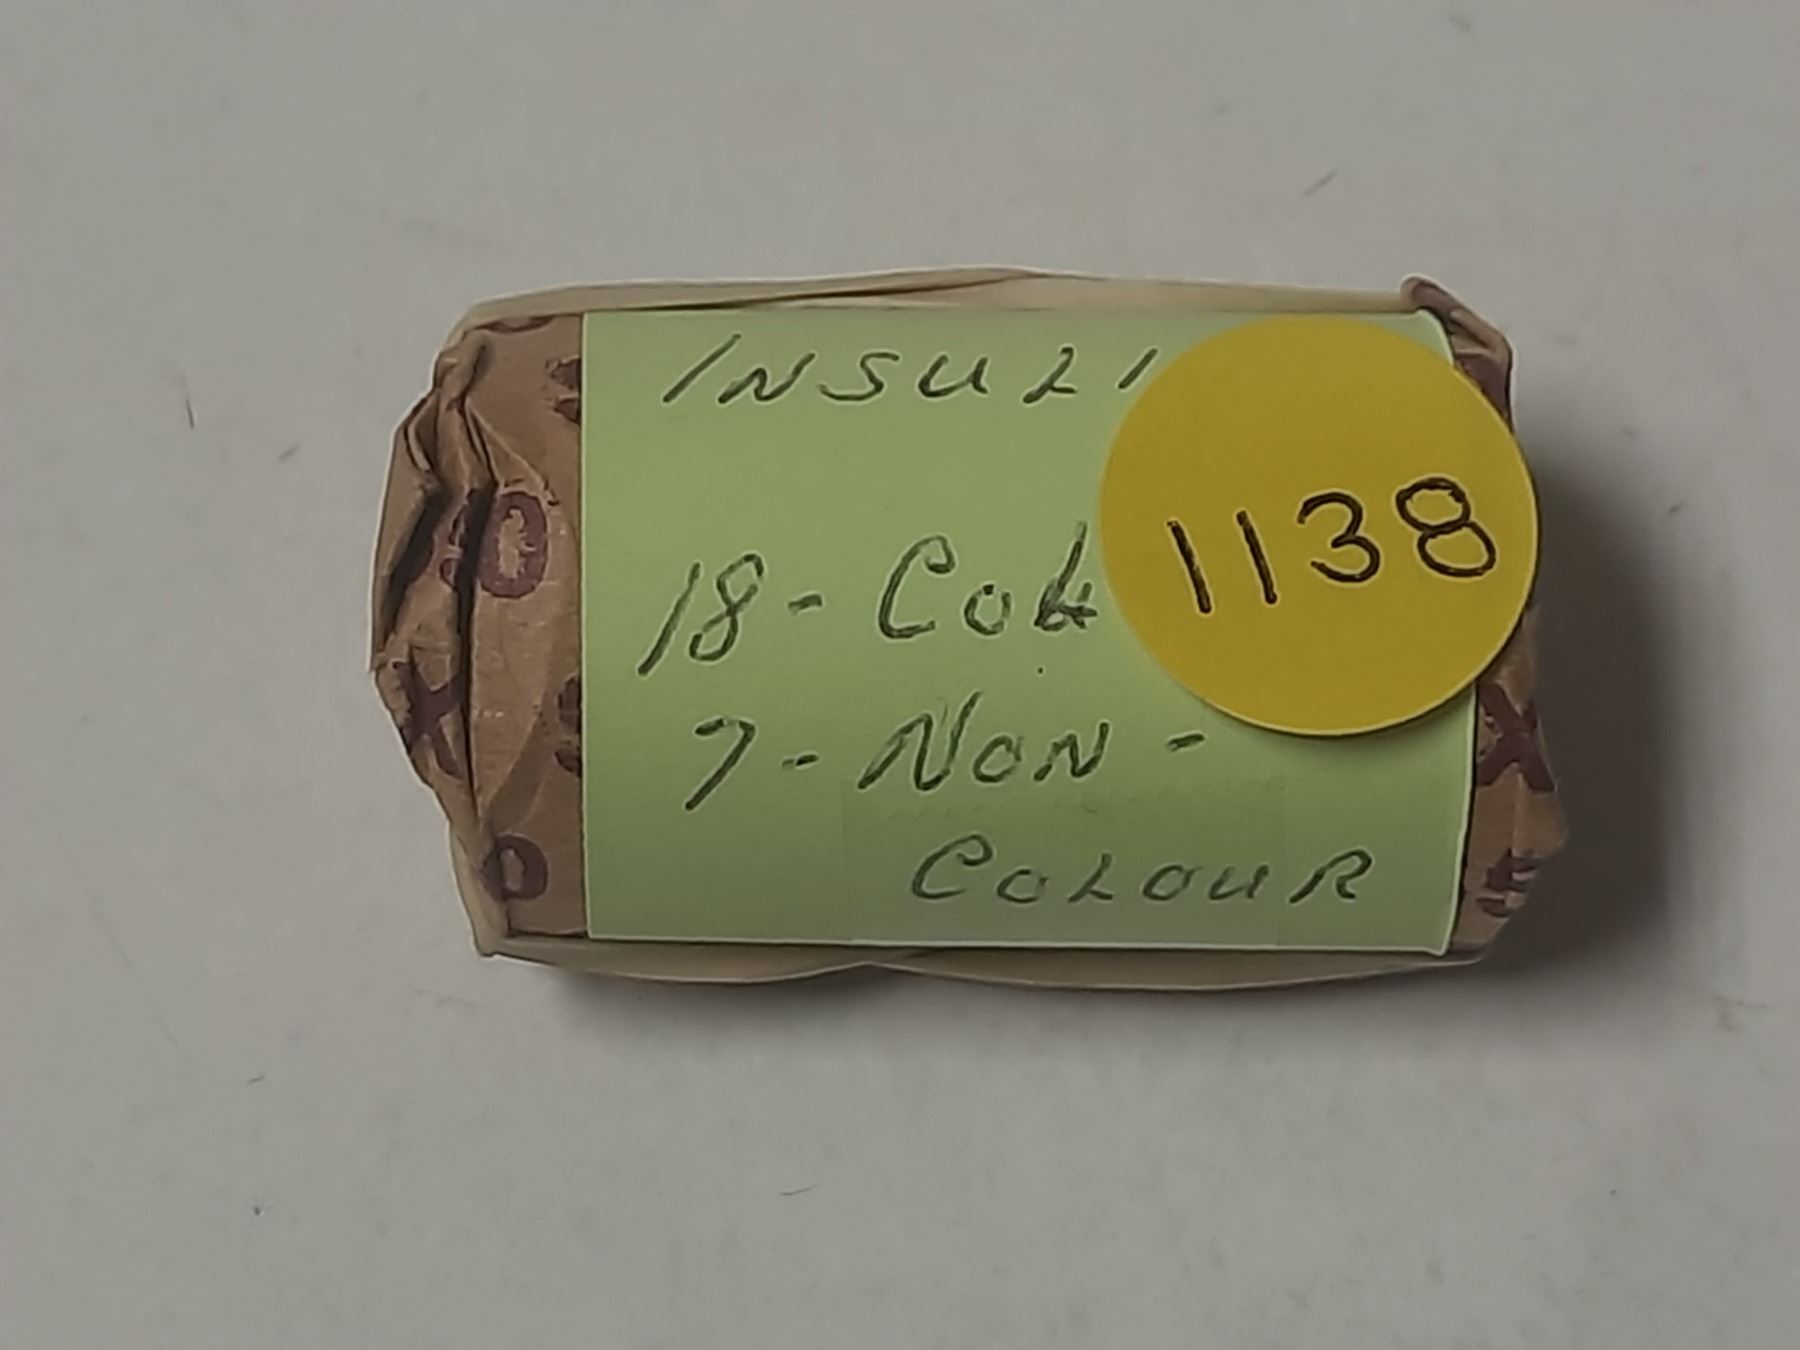 INSULI
1138
18 - Col
7 - NON -
COLOUR